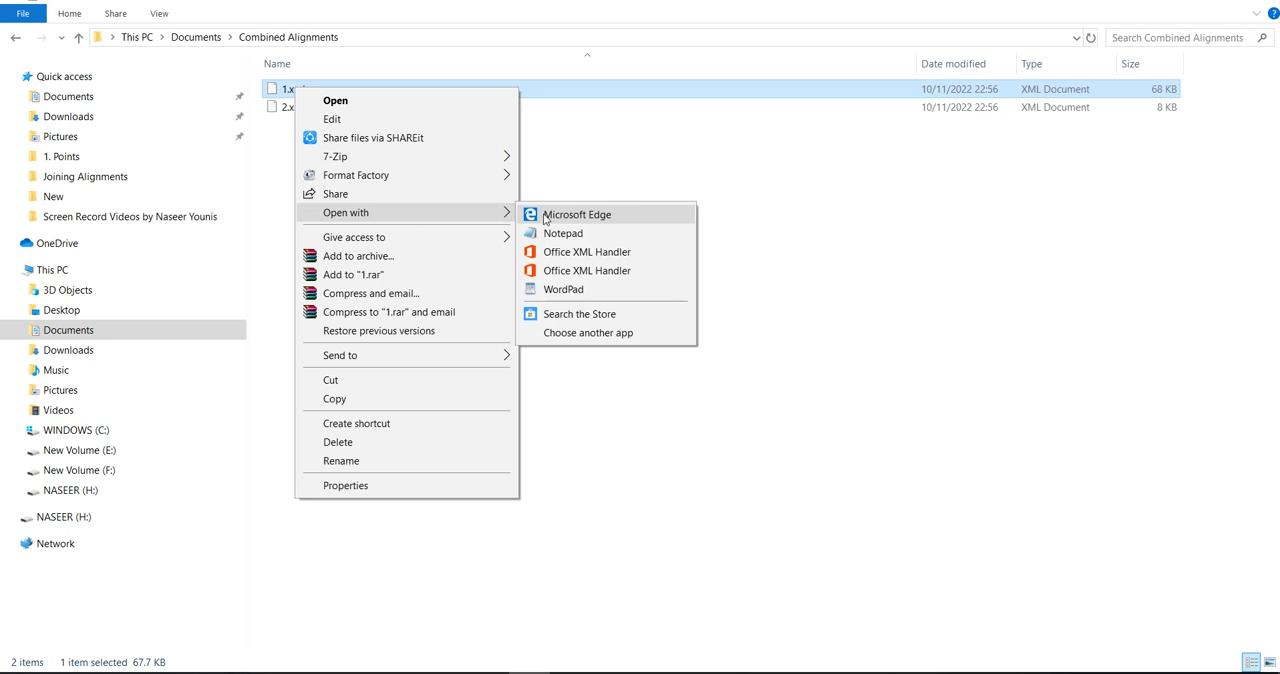 File Home Share View
?
This PC > Documents > Combined Alignments
Search Combined Alignments
Name Date modified Type Size
1.x 10/11/2022 22:56 XML Document 68 KB
2.x 10/11/2022 22:56 XML Document 8 KB
Quick access
Documents
Downloads
Pictures
1. Points
Joining Alignments
New
Screen Record Videos by Naseer Younis
OneDrive
This PC
3D Objects
Desktop
Documents
Downloads
Music
Pictures
Videos
WINDOWS (C:)
New Volume (E:)
New Volume (F:)
NASEER (H:)
NASEER (H:)
Network
Open
Edit
Share files via SHAREit
7-Zip
Format Factory
Share
Open with
Give access to
Add to archive...
Add to "1.rar"
Compress and email...
Compress to "1.rar" and email
Restore previous versions
Send to
Cut
Copy
Create shortcut
Delete
Rename
Properties
Microsoft Edge
Notepad
Office XML Handler
Office XML Handler
WordPad
Search the Store
Choose another app
2 items 1 item selected 67.7 KB